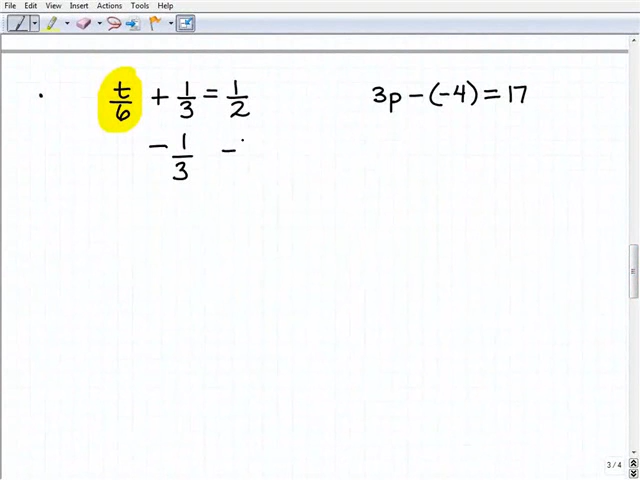 File Edit View Insert Actions Tools Help
t/6 + 1/3 = 1/2
3p - (-4) = 17
- 1/3 -
3 / 4